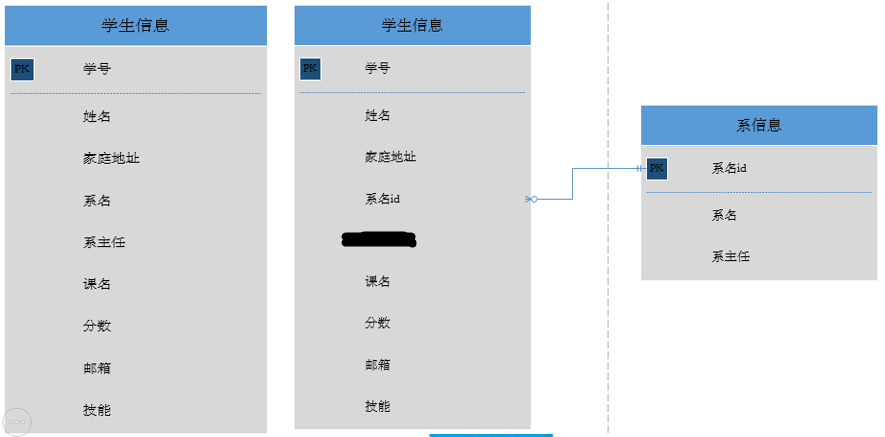 学生信息
PK 学号
姓名
家庭地址
系名
系主任
课名
分数
邮箱
技能
学生信息
PK 学号
姓名
家庭地址
系名id
课名
分数
邮箱
技能
系信息
PK 系名id
系名
系主任